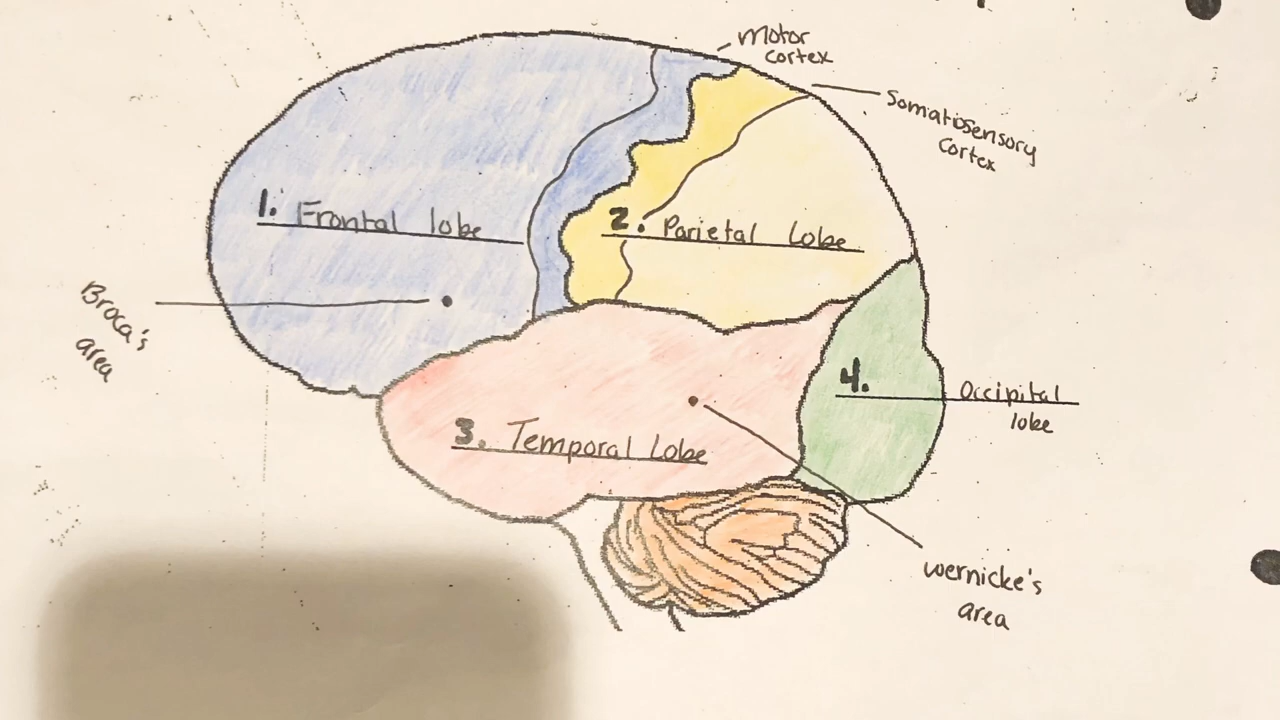 Motor
cortex
Somatosensory
cortex
1. Frontal lobe
2. Parietal Lobe
Broca's
area
4. Occipital
lobe
3. Temporal Lobe
Wernicke's
area